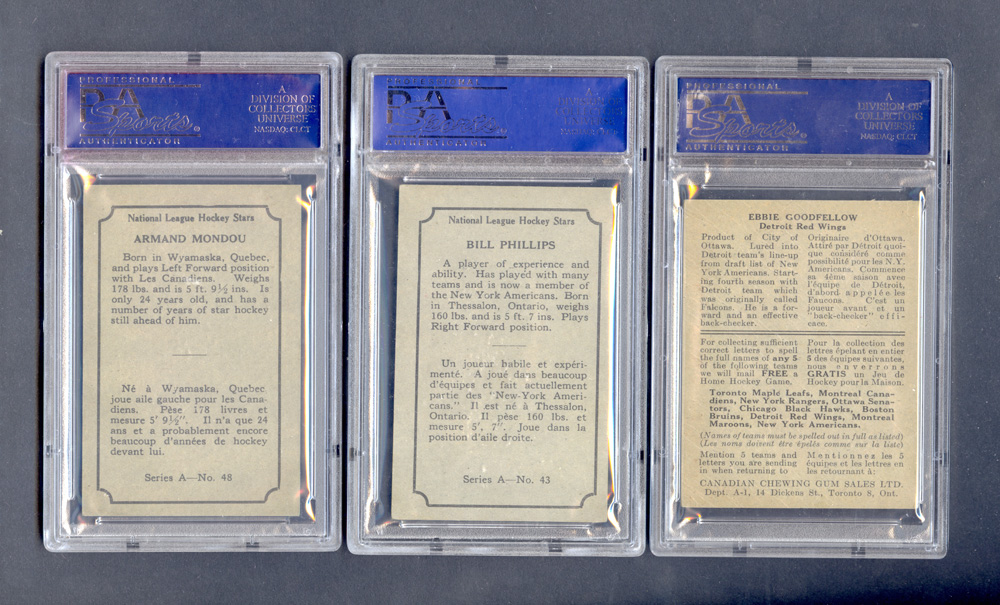 PROFESSIONAL
PSA
Sports
AUTHENTICATOR
A
DIVISION OF
COLLECTORS
UNIVERSE
NASDAQ: CLCT
National League Hockey Stars
ARMAND MONDOU
Born in Wyamaska, Quebec,
and plays Left Forward position
with Les Canadiens. Weighs
178 lbs. and is 5 ft. 9½ ins. Is
only 24 years old, and has a
number of years of star hockey
still ahead of him.
Né à Wyamaska, Quebec
joue aile gauche pour les Cana-
diens. Pèse 178 livres et
mesure 5' 9½". Il n'a que 24
ans et a probablement encore
beaucoup d'années de hockey
devant lui.
Series A—No. 48
PROFESSIONAL
PSA
Sports
AUTHENTICATOR
A
DIVISION OF
COLLECTORS
UNIVERSE
NASDAQ: CLCT
National League Hockey Stars
BILL PHILLIPS
A player of experience and
ability. Has played with many
teams and is now a member of
the New York Americans. Born
in Thessalon, Ontario, weighs
160 lbs. and is 5 ft. 7 ins. Plays
Right Forward position.
Un joueur habile et expéri-
menté. A joué dans beaucoup
d'équipes et fait actuellement
partie des "New-York Ameri-
cans." Il est né à Thessalon,
Ontario. Il pèse 160 lbs. et
mesure 5', 7". Joue dans la
position d'aile droite.
Series A—No. 43
PROFESSIONAL
PSA
Sports
AUTHENTICATOR
A
DIVISION OF
COLLECTORS
UNIVERSE
NASDAQ: CLCT
EBBIE GOODFELLOW
Detroit Red Wings
Product of City of
Ottawa. Lured into
Detroit team's line-up
from draft list of New
York Americans. Start-
ing fourth season with
Detroit team which
was originally called
Falcons. He is a for-
ward and an effective
back-checker.
Originaire d'Ottawa.
Attiré par Détroit quoi-
que considéré comme
possibilité pour les N.Y.
Americans. Commence
sa 4ème saison avec
l'équipe de Détroit,
d'abord appelée les
Faucons. C'est un
joueur avant et un
"back-checker" effi-
cace.
For collecting sufficient
correct letters to spell
the full names of any 5
of the following teams
we will mail FREE a
Home Hockey Game.
Pour la collection des
lettres épelant en entier
5 des équipes suivantes,
nous enverrons
GRATIS un Jeu de
Hockey pour la Maison.
Toronto Maple Leafs, Montreal Cana-
diens, New York Rangers, Ottawa Sena-
tors, Chicago Black Hawks, Boston
Bruins, Detroit Red Wings, Montreal
Maroons, New York Americans.
(Names of teams must be spelled out in full as listed)
(Les noms doivent être épelés comme sur la liste)
Mention 5 teams and
letters you are sending
in when returning to
Mentionnez les 5
équipes et les lettres en
les retournant à:
CANADIAN CHEWING GUM SALES LTD.
Dept. A-1, 14 Dickens St., Toronto 8, Ont.